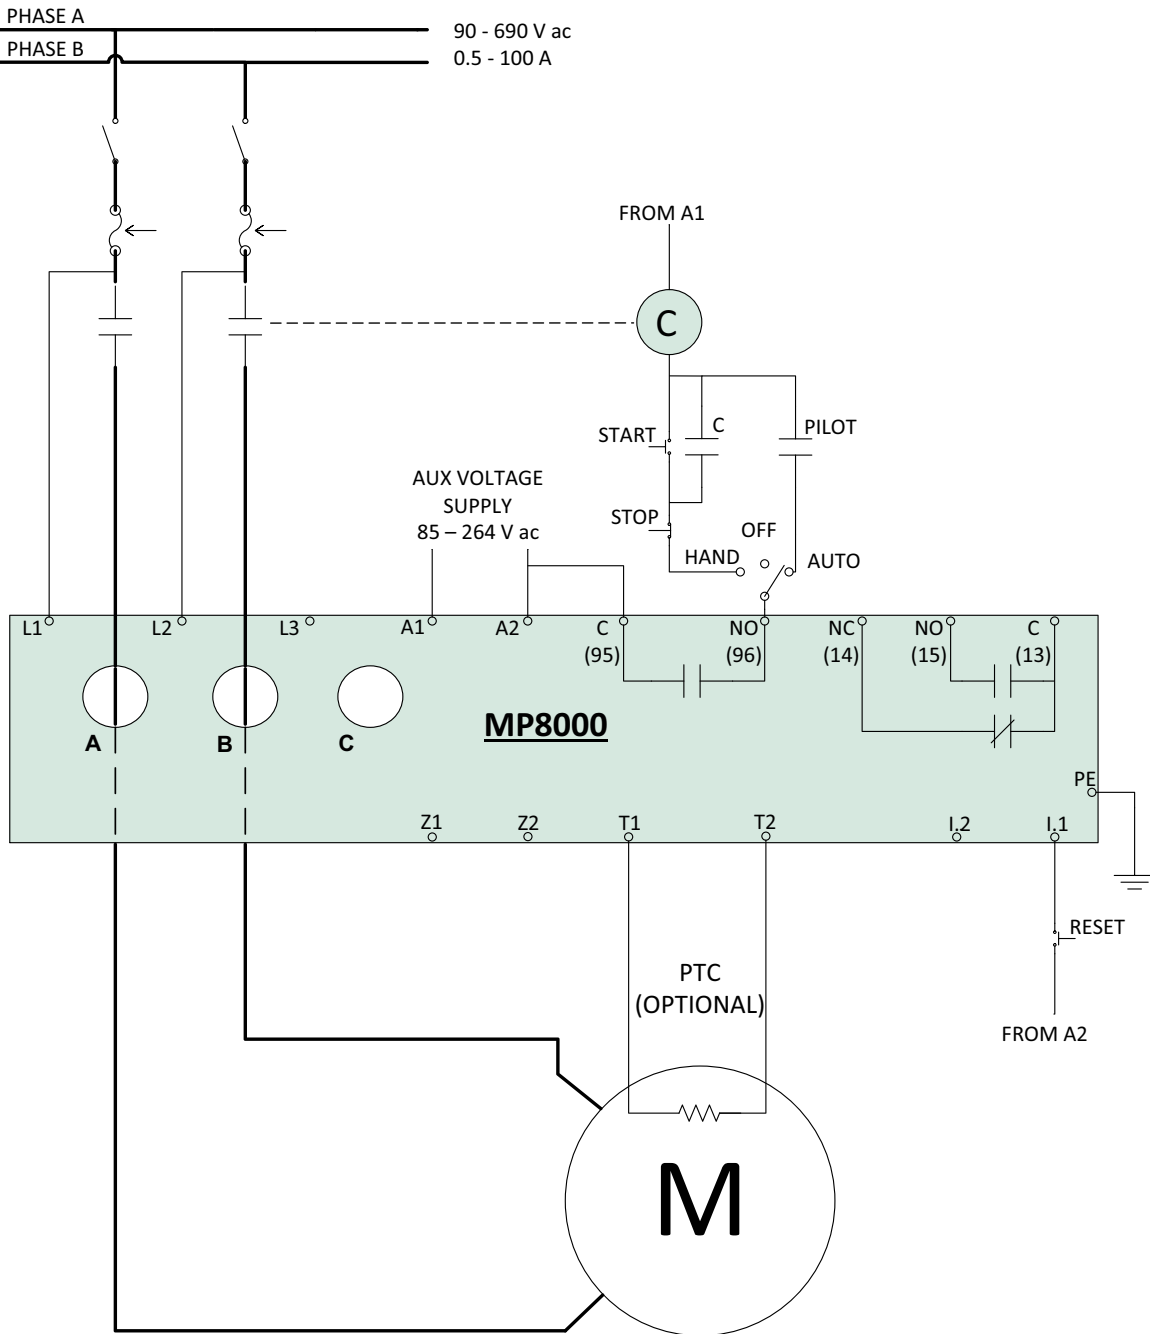 PHASE A
90 - 690 V ac
PHASE B
0.5 - 100 A
FROM A1
C
START
C
PILOT
AUX VOLTAGE
SUPPLY
85 – 264 V ac
STOP
OFF
HAND
AUTO
L1
L2
L3
A1
A2
C
(95)
NO
(96)
NC
(14)
NO
(15)
C
(13)
A
B
C
MP8000
PE
Z1
Z2
T1
T2
I.2
I.1
RESET
PTC
(OPTIONAL)
FROM A2
M